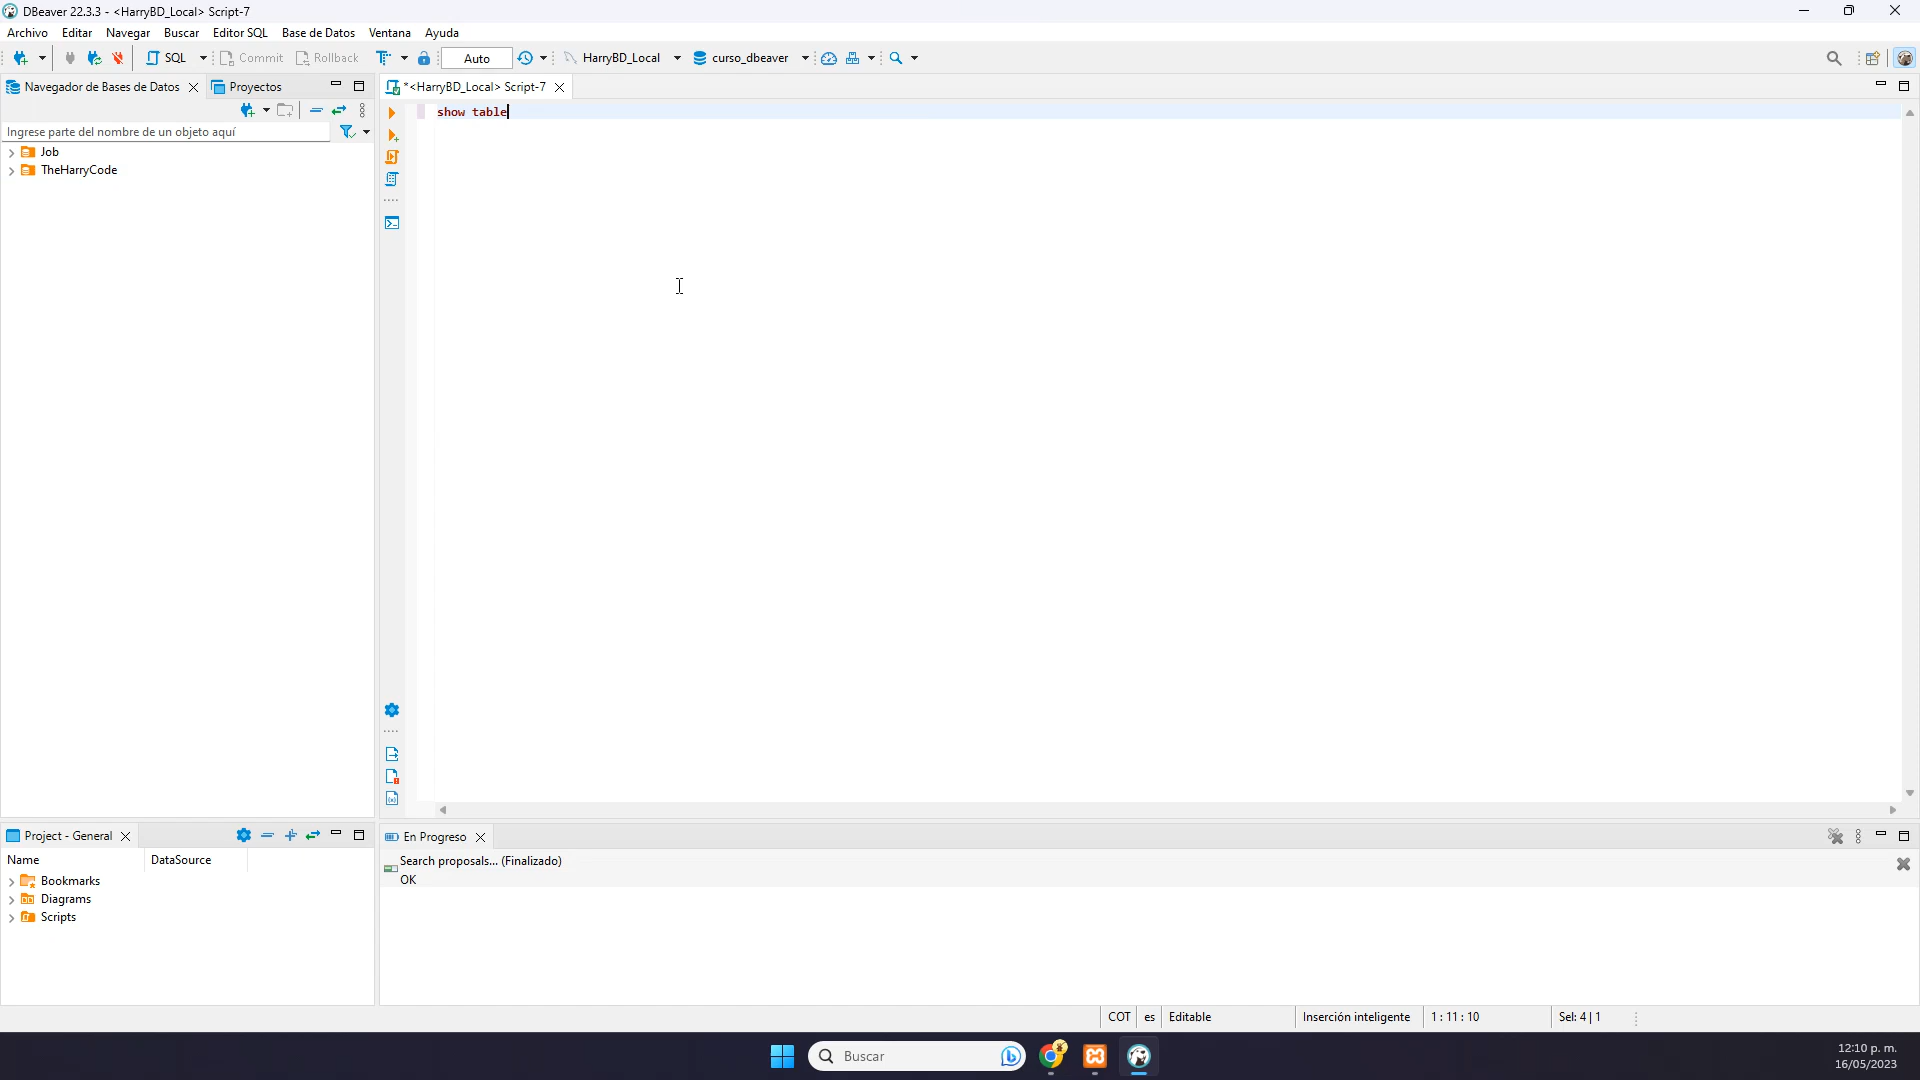 DBeaver 22.3.3 - <HarryBD_Local> Script-7
Archivo Editar Navegar Buscar Editor SQL Base de Datos Ventana Ayuda
SQL Commit Rollback Auto HarryBD_Local curso_dbeaver
Navegador de Bases de Datos Proyectos
*<HarryBD_Local> Script-7
Ingrese parte del nombre de un objeto aquí
Job
TheHarryCode
show table
Project - General
Name DataSource
Bookmarks
Diagrams
Scripts
En Progreso
Search proposals... (Finalizado)
OK
COT es Editable Inserción inteligente 1 : 11 : 10 Sel: 4 | 1
Buscar
12:10 p. m.
16/05/2023